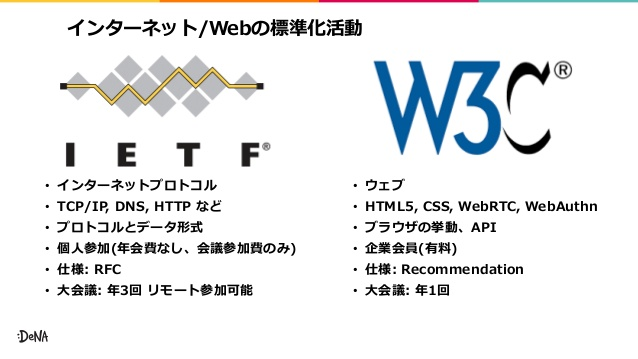 インターネット/Webの標準化活動
I E T F®
• インターネットプロトコル
• TCP/IP, DNS, HTTP など
• プロトコルとデータ形式
• 個人参加(年会費なし、会議参加費のみ)
• 仕様: RFC
• 大会議: 年3回 リモート参加可能
W3C®
• ウェブ
• HTML5, CSS, WebRTC, WebAuthn
• ブラウザの挙動、API
• 企業会員(有料)
• 仕様: Recommendation
• 大会議: 年1回
:DeNA